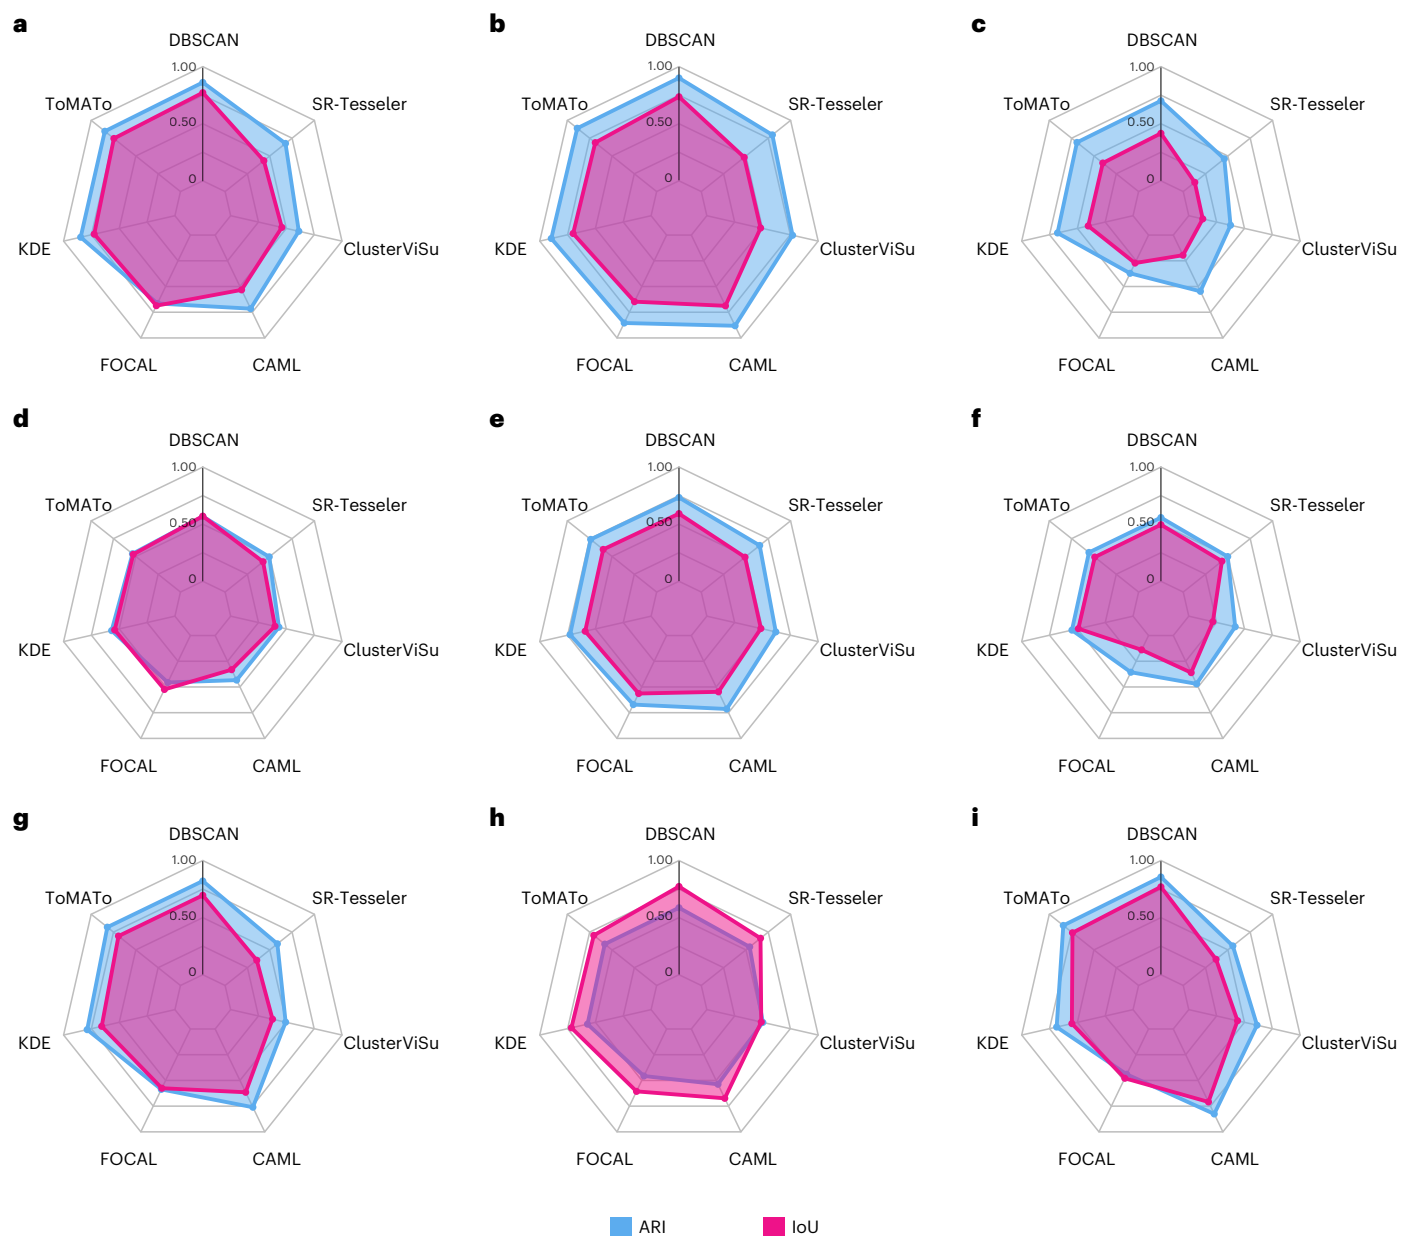 a
b
c
DBSCAN
DBSCAN
DBSCAN
1.00
1.00
1.00
ToMATo
SR-Tesseler
ToMATo
SR-Tesseler
ToMATo
SR-Tesseler
0.50
0.50
0.50
0
0
0
KDE
ClusterViSu
KDE
ClusterViSu
KDE
ClusterViSu
FOCAL
CAML
FOCAL
CAML
FOCAL
CAML
d
e
f
DBSCAN
DBSCAN
DBSCAN
1.00
1.00
1.00
ToMATo
SR-Tesseler
ToMATo
SR-Tesseler
ToMATo
SR-Tesseler
0.50
0.50
0.50
0
0
0
KDE
ClusterViSu
KDE
ClusterViSu
KDE
ClusterViSu
FOCAL
CAML
FOCAL
CAML
FOCAL
CAML
g
h
i
DBSCAN
DBSCAN
DBSCAN
1.00
1.00
1.00
ToMATo
SR-Tesseler
ToMATo
SR-Tesseler
ToMATo
SR-Tesseler
0.50
0.50
0.50
0
0
0
KDE
ClusterViSu
KDE
ClusterViSu
KDE
ClusterViSu
FOCAL
CAML
FOCAL
CAML
FOCAL
CAML
ARI
IoU